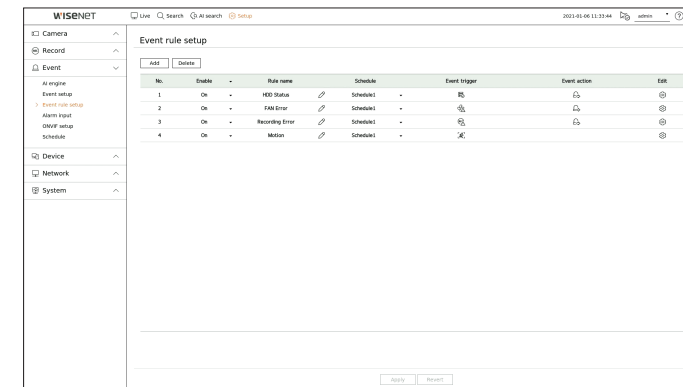 WISENET Live Search AI search Setup 2021-01-06 11:33:44 admin ?
Camera
Record
Event
AI engine
Event setup
> Event rule setup
Alarm input
ONVIF setup
Schedule
Device
Network
System
Event rule setup
Add Delete
No. Enable Rule name Schedule Event trigger Event action Edit
1 On HDD Status Schedule1
2 On FAN Error Schedule1
3 On Recording Error Schedule1
4 On Motion Schedule1
Apply Revert